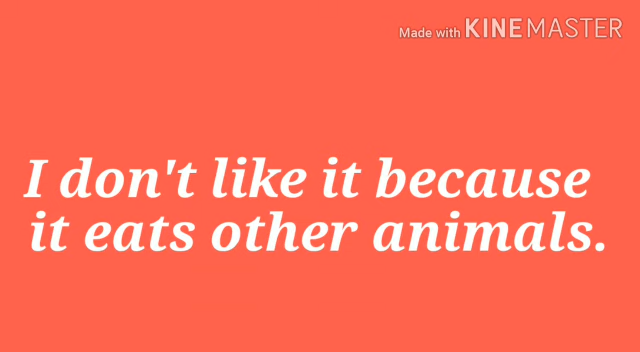 Made with KINEMASTER
I don't like it because
it eats other animals.